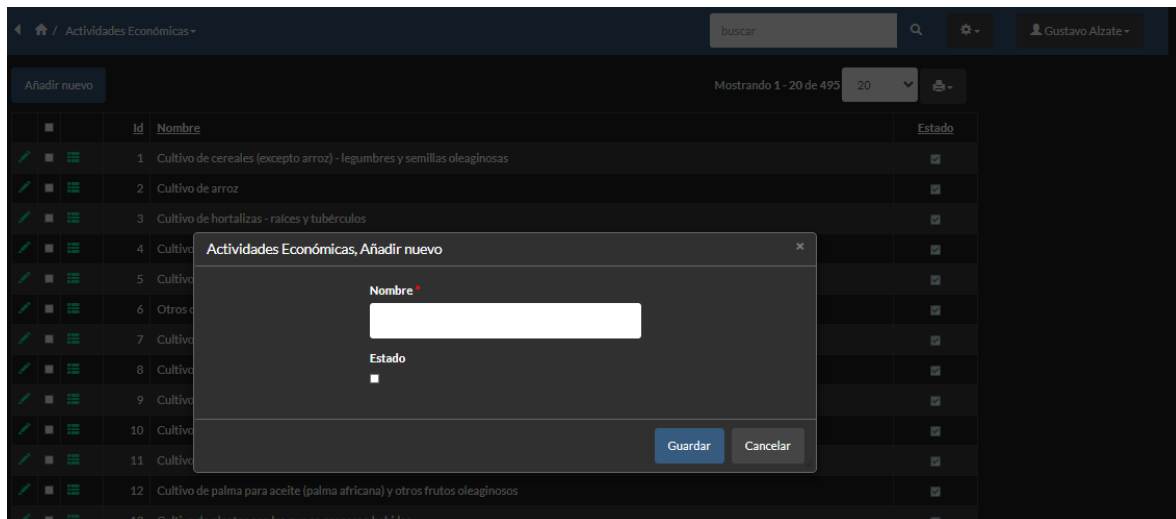 / Actividades Económicas
buscar
Gustavo Alzate
Añadir nuevo
Mostrando 1 - 20 de 495
20
Id Nombre Estado
1 Cultivo de cereales (excepto arroz) - legumbres y semillas oleaginosas
2 Cultivo de arroz
3 Cultivo de hortalizas - raíces y tubérculos
4 Cultivo
5 Cultivo
6 Otros
7 Cultivo
8 Cultivo
9 Cultivo
10 Cultivo
11 Cultivo
12 Cultivo de palma para aceite (palma africana) y otros frutos oleaginosos
Actividades Económicas, Añadir nuevo
×
Nombre *
Estado
Guardar
Cancelar